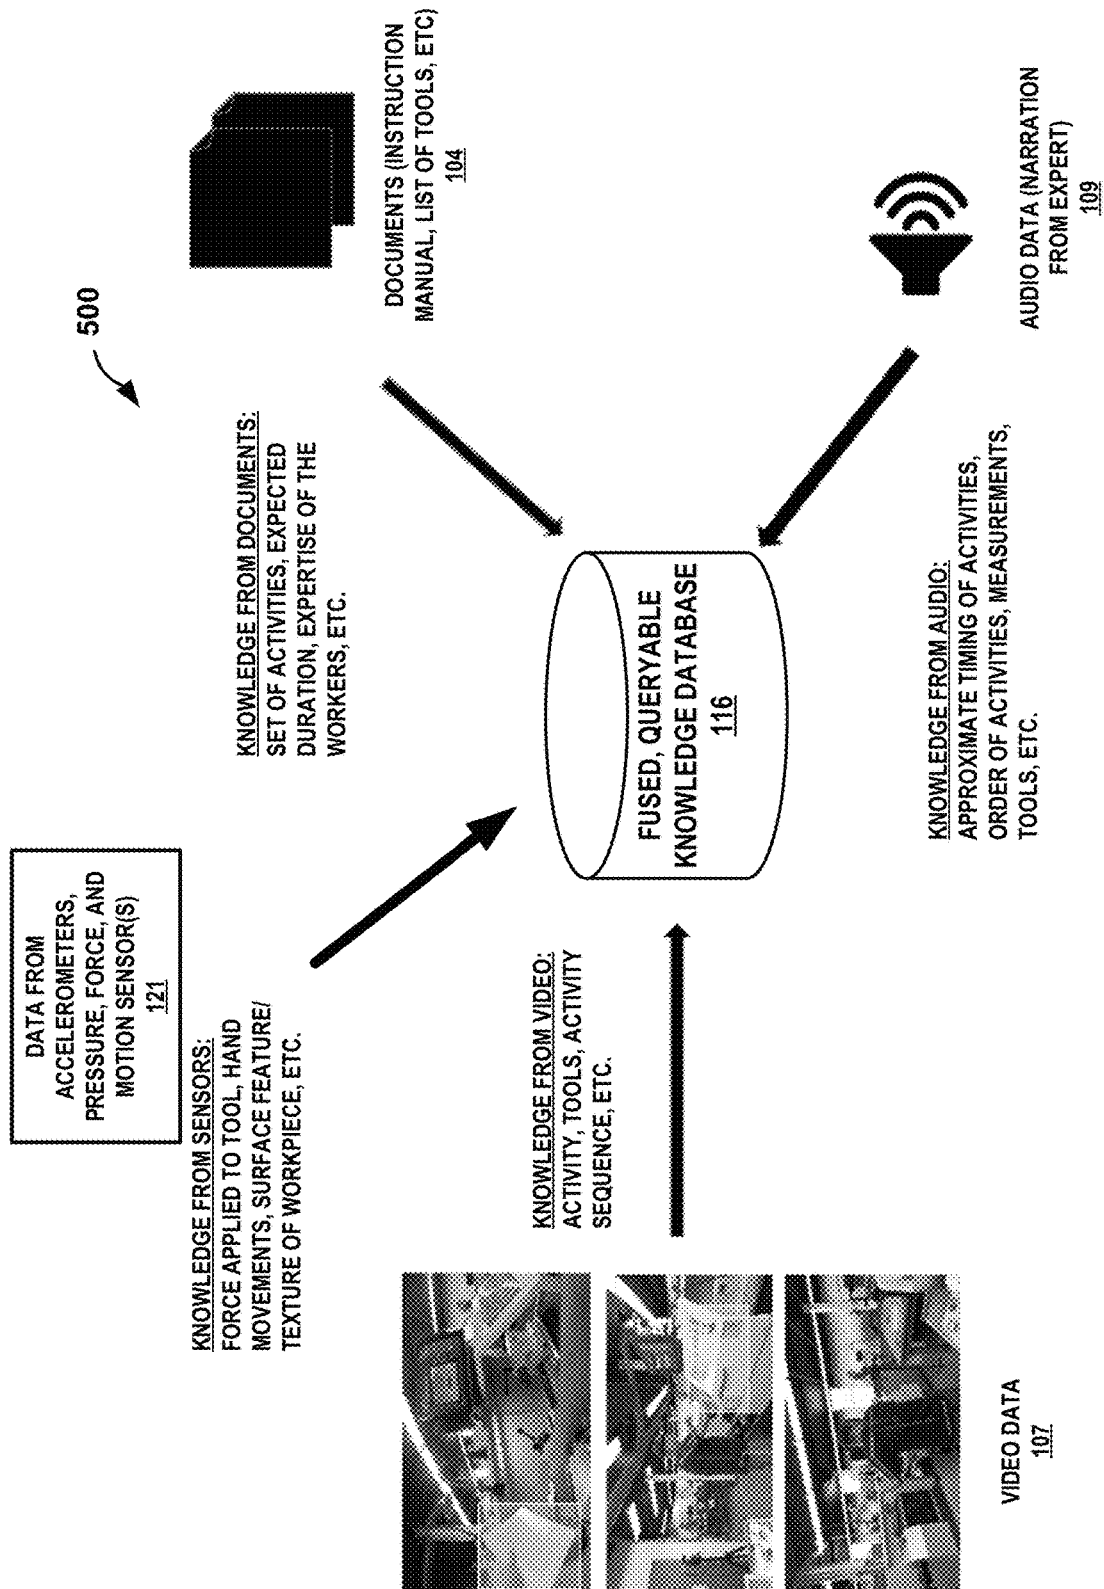 500
DATA FROM
ACCELEROMETERS,
PRESSURE, FORCE, AND
MOTION SENSOR(S)
121
KNOWLEDGE FROM SENSORS:
FORCE APPLIED TO TOOL, HAND
MOVEMENTS, SURFACE FEATURE/
TEXTURE OF WORKPIECE, ETC.
KNOWLEDGE FROM DOCUMENTS:
SET OF ACTIVITIES, EXPECTED
DURATION, EXPERTISE OF THE
WORKERS, ETC.
DOCUMENTS (INSTRUCTION
MANUAL, LIST OF TOOLS, ETC)
104
KNOWLEDGE FROM VIDEO:
ACTIVITY, TOOLS, ACTIVITY
SEQUENCE, ETC.
FUSED, QUERYABLE
KNOWLEDGE DATABASE
116
VIDEO DATA
107
KNOWLEDGE FROM AUDIO:
APPROXIMATE TIMING OF ACTIVITIES,
ORDER OF ACTIVITIES, MEASUREMENTS,
TOOLS, ETC.
AUDIO DATA (NARRATION
FROM EXPERT)
109